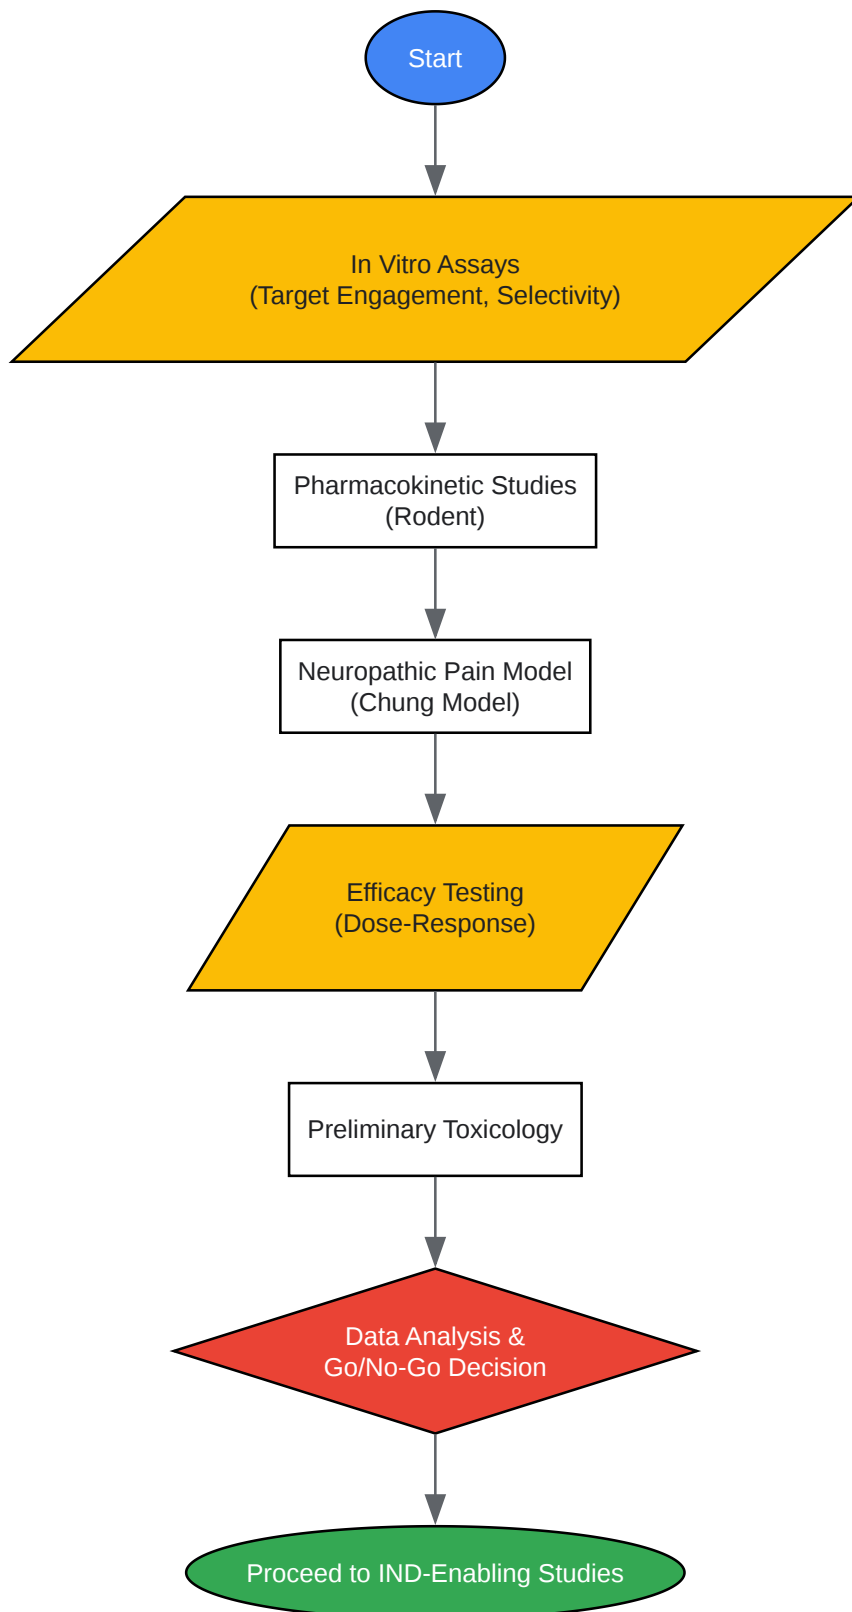 Start
In Vitro Assays
(Target Engagement, Selectivity)
Pharmacokinetic Studies
(Rodent)
Neuropathic Pain Model
(Chung Model)
Efficacy Testing
(Dose-Response)
Preliminary Toxicology
Data Analysis &
Go/No-Go Decision
Proceed to IND-Enabling Studies